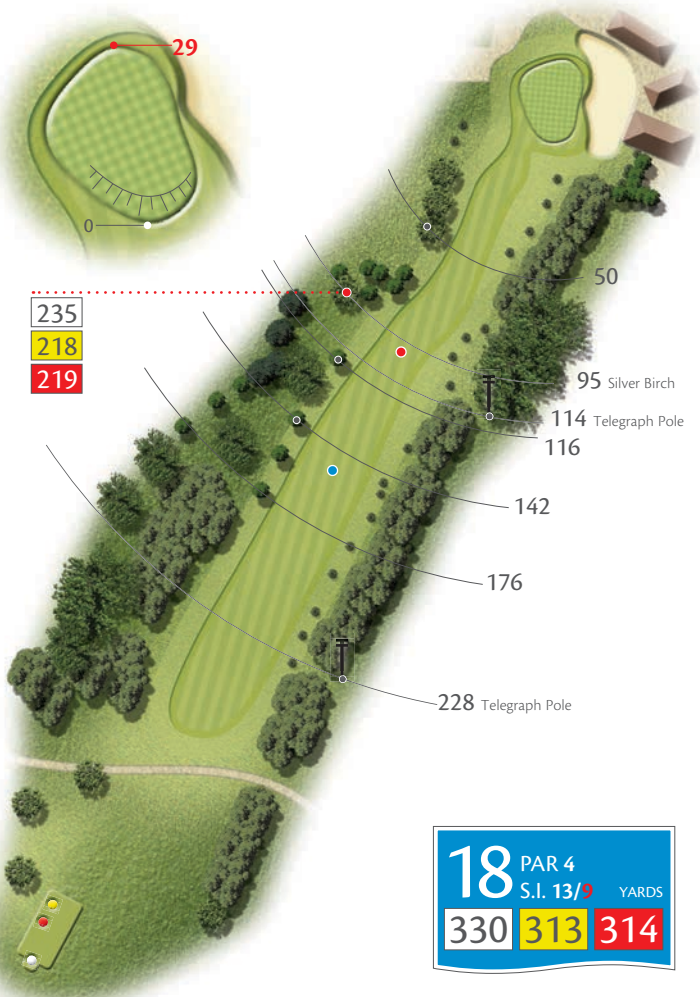 29
0
235
218
219
50
95 Silver Birch
114 Telegraph Pole
116
142
176
228 Telegraph Pole
18 PAR 4
S.I. 13/9 YARDS
330 313 314